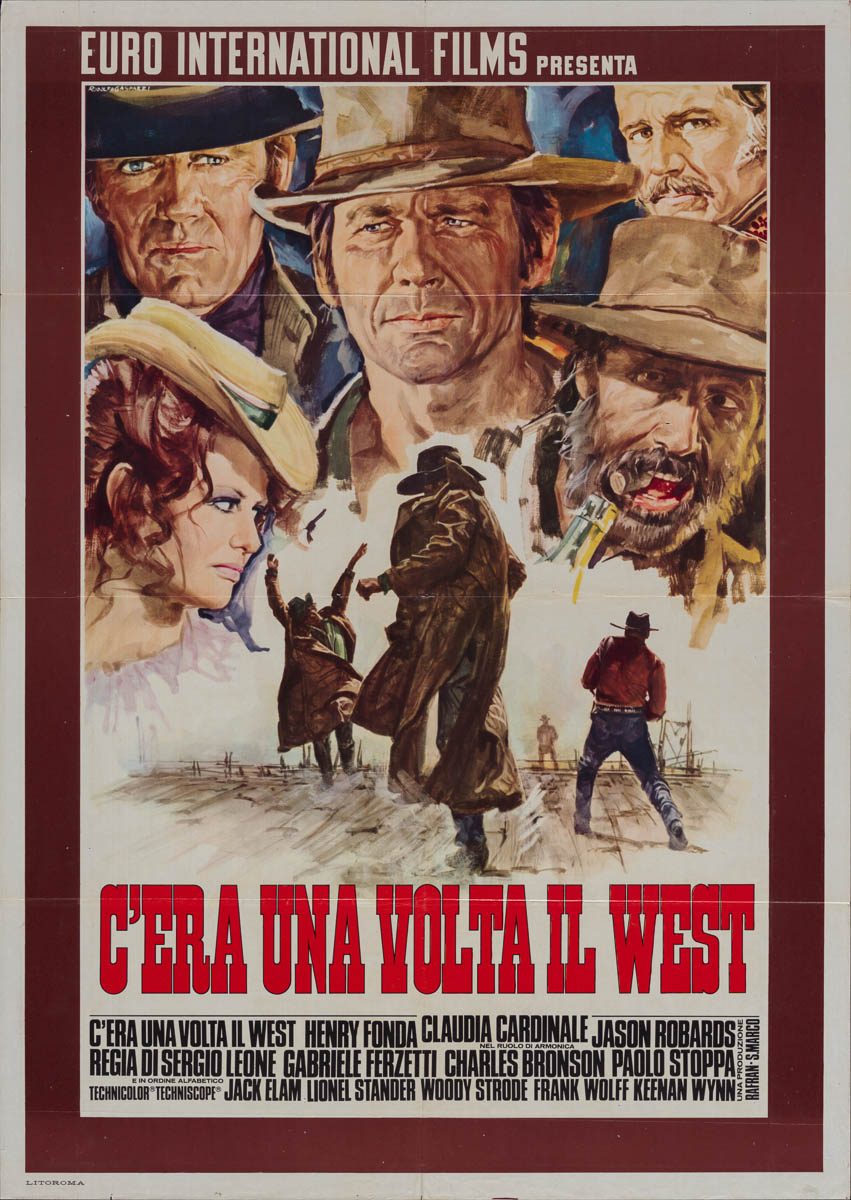 EURO INTERNATIONAL FILMS PRESENTA
RODOLFO GASPARRI
C'ERA UNA VOLTA IL WEST
C'ERA UNA VOLTA IL WEST HENRY FONDA CLAUDIA CARDINALE JASON ROBARDS
NEL RUOLO DI ARMONICA
REGIA DI SERGIO LEONE GABRIELE FERZETTI CHARLES BRONSON PAOLO STOPPA
E IN ORDINE ALFABETICO
TECHNICOLOR® TECHNISCOPE® JACK ELAM LIONEL STANDER WOODY STRODE FRANK WOLFF KEENAN WYNN
UNA PRODUZIONE
RAFRAN · S. MARCO
LITOROMA